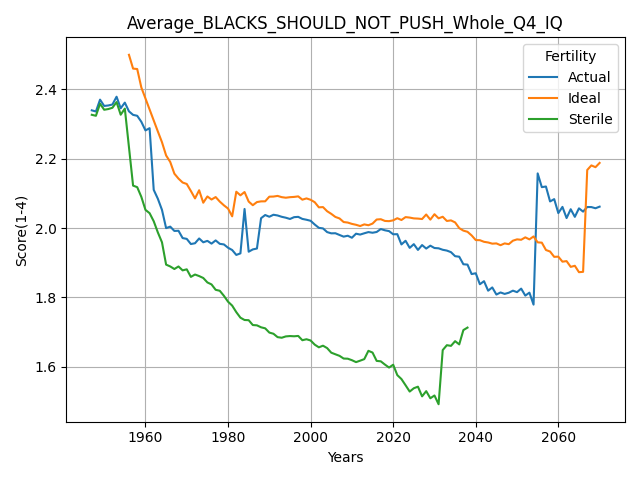 Average_BLACKS_SHOULD_NOT_PUSH_Whole_Q4_IQ
Fertility
Actual
Ideal
Sterile
Score(1-4)
2.4
2.2
2.0
1.8
1.6
1960
1980
2000
2020
2040
2060
Years